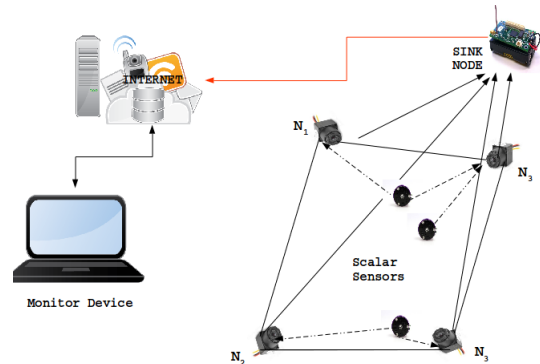 SINK
NODE
INTERNET
N1
N3
Scalar
Sensors
Monitor Device
N2
N3